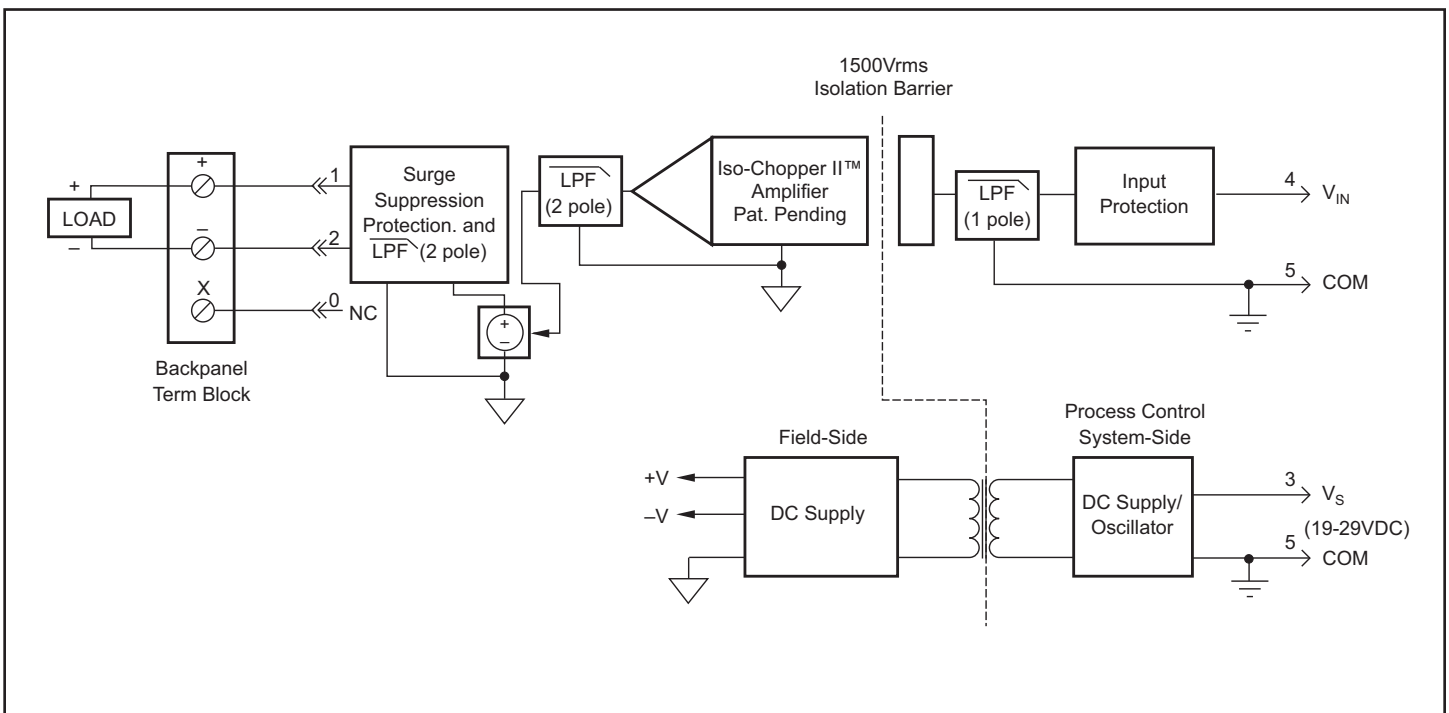 1500Vrms
Isolation Barrier
+
LOAD
–
+
–
X
Backpanel
Term Block
1
2
0
NC
Surge
Suppression
Protection. and
LPF (2 pole)
+
–
LPF
(2 pole)
Iso-Chopper II™
Amplifier
Pat. Pending
LPF
(1 pole)
Input
Protection
4
VIN
5
COM
Field-Side
+V
–V
DC Supply
Process Control
System-Side
DC Supply/
Oscillator
3
VS
(19-29VDC)
5
COM